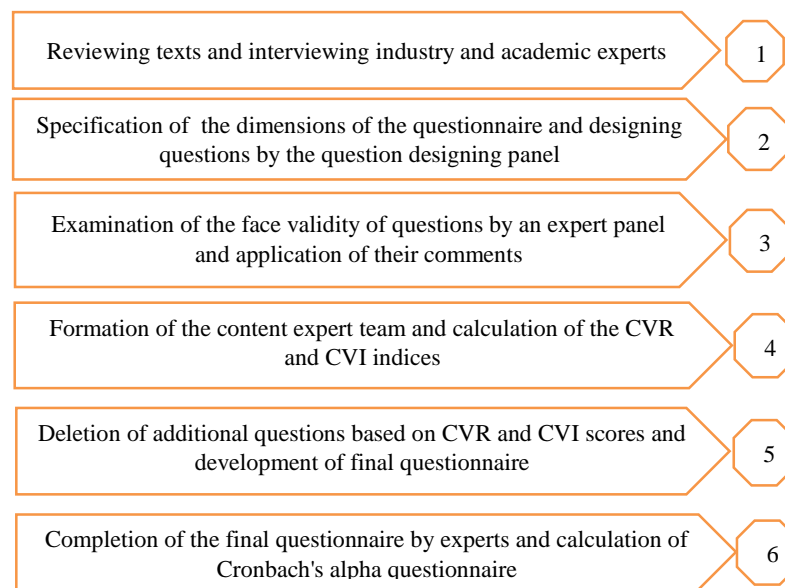 Reviewing texts and interviewing industry and academic experts
1
Specification of the dimensions of the questionnaire and designing
questions by the question designing panel
2
Examination of the face validity of questions by an expert panel
and application of their comments
3
Formation of the content expert team and calculation of the CVR
and CVI indices
4
Deletion of additional questions based on CVR and CVI scores and
development of final questionnaire
5
Completion of the final questionnaire by experts and calculation of
Cronbach's alpha questionnaire
6